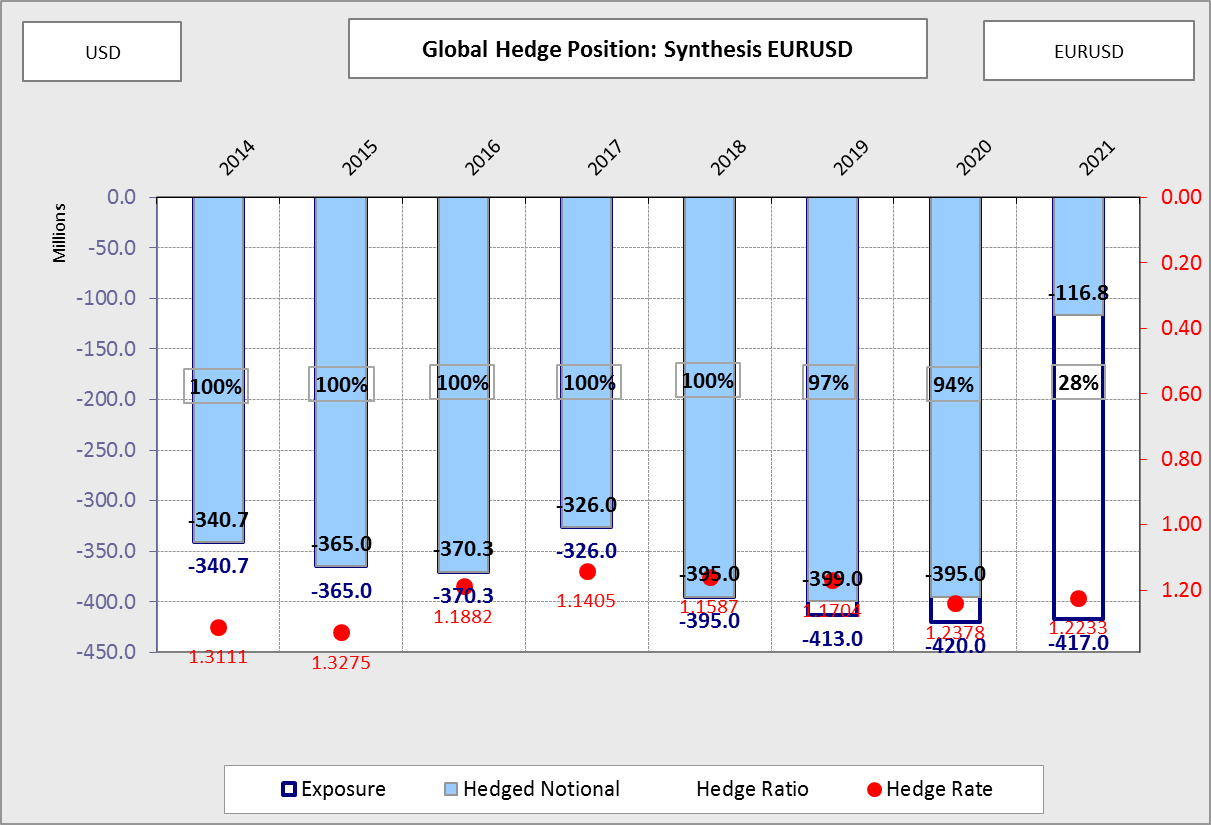 USD
Global Hedge Position: Synthesis EURUSD
EURUSD
2014 2015 2016 2017 2018 2019 2020 2021
Millions
0.0
-50.0
-100.0
-150.0
-200.0
-250.0
-300.0
-350.0
-400.0
-450.0
0.00
0.20
0.40
0.60
0.80
1.00
1.20
-116.8
100% 100% 100% 100% 100% 97% 94% 28%
-340.7 -365.0 -370.3 -326.0 -395.0 -399.0 -395.0
-340.7 -365.0 -370.3 -326.0 -395.0 -413.0 -420.0 -417.0
1.3111 1.3275 1.1882 1.1405 1.1587 1.1704 1.2378 1.2233
Exposure Hedged Notional Hedge Ratio Hedge Rate